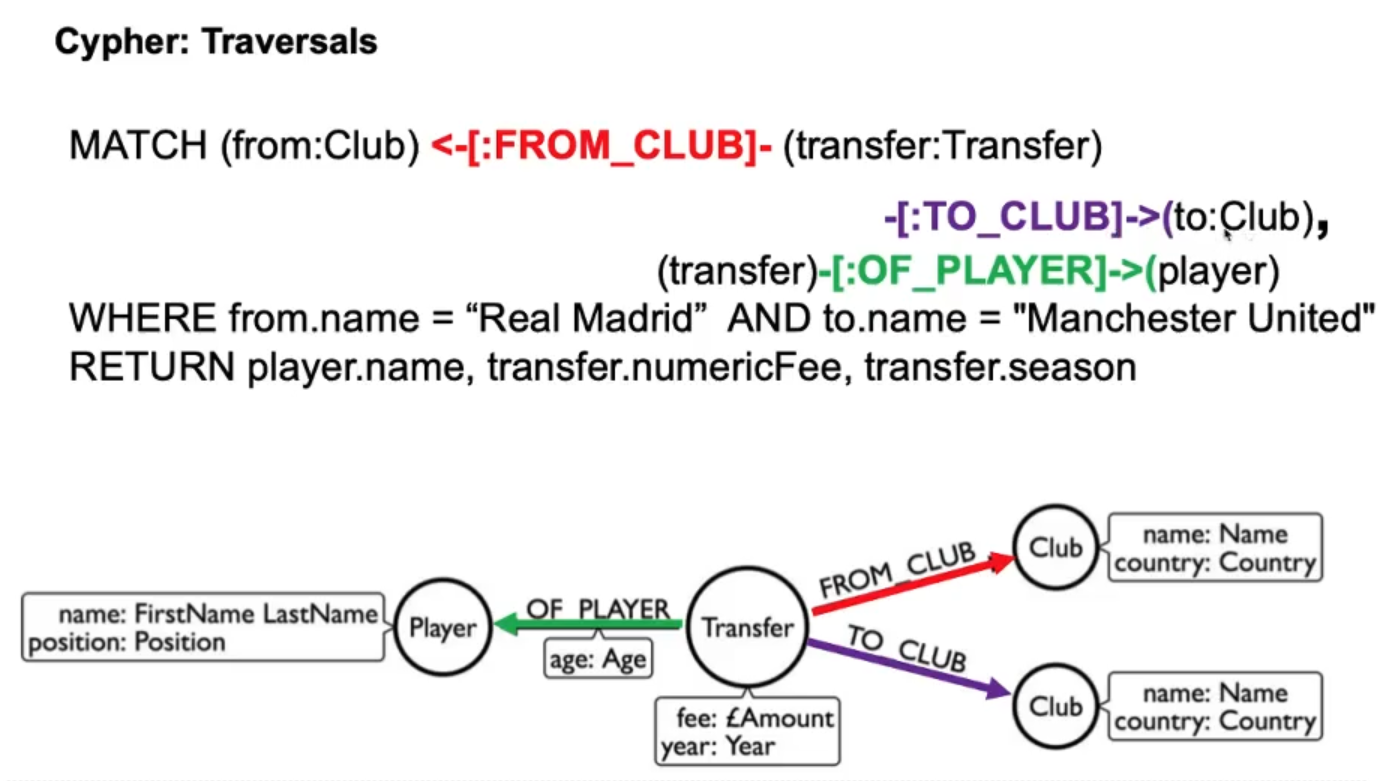 Cypher: Traversals
MATCH (from:Club) <-[:FROM_CLUB]- (transfer:Transfer)
-[:TO_CLUB]->(to:Club),
(transfer)-[:OF_PLAYER]->(player)
WHERE from.name = “Real Madrid”  AND to.name = "Manchester United"
RETURN player.name, transfer.numericFee, transfer.season
name: FirstName LastName
position: Position
Player
OF_PLAYER
age: Age
Transfer
fee: £Amount
year: Year
FROM_CLUB
Club
name: Name
country: Country
TO_CLUB
Club
name: Name
country: Country